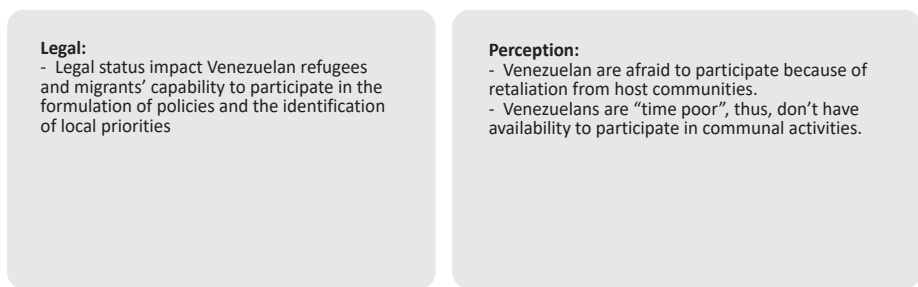 Legal:
- Legal status impact Venezuelan refugees
and migrants’ capability to participate in the
formulation of policies and the identification
of local priorities
Perception:
- Venezuelan are afraid to participate because of
retaliation from host communities.
- Venezuelans are “time poor”, thus, don’t have
availability to participate in communal activities.